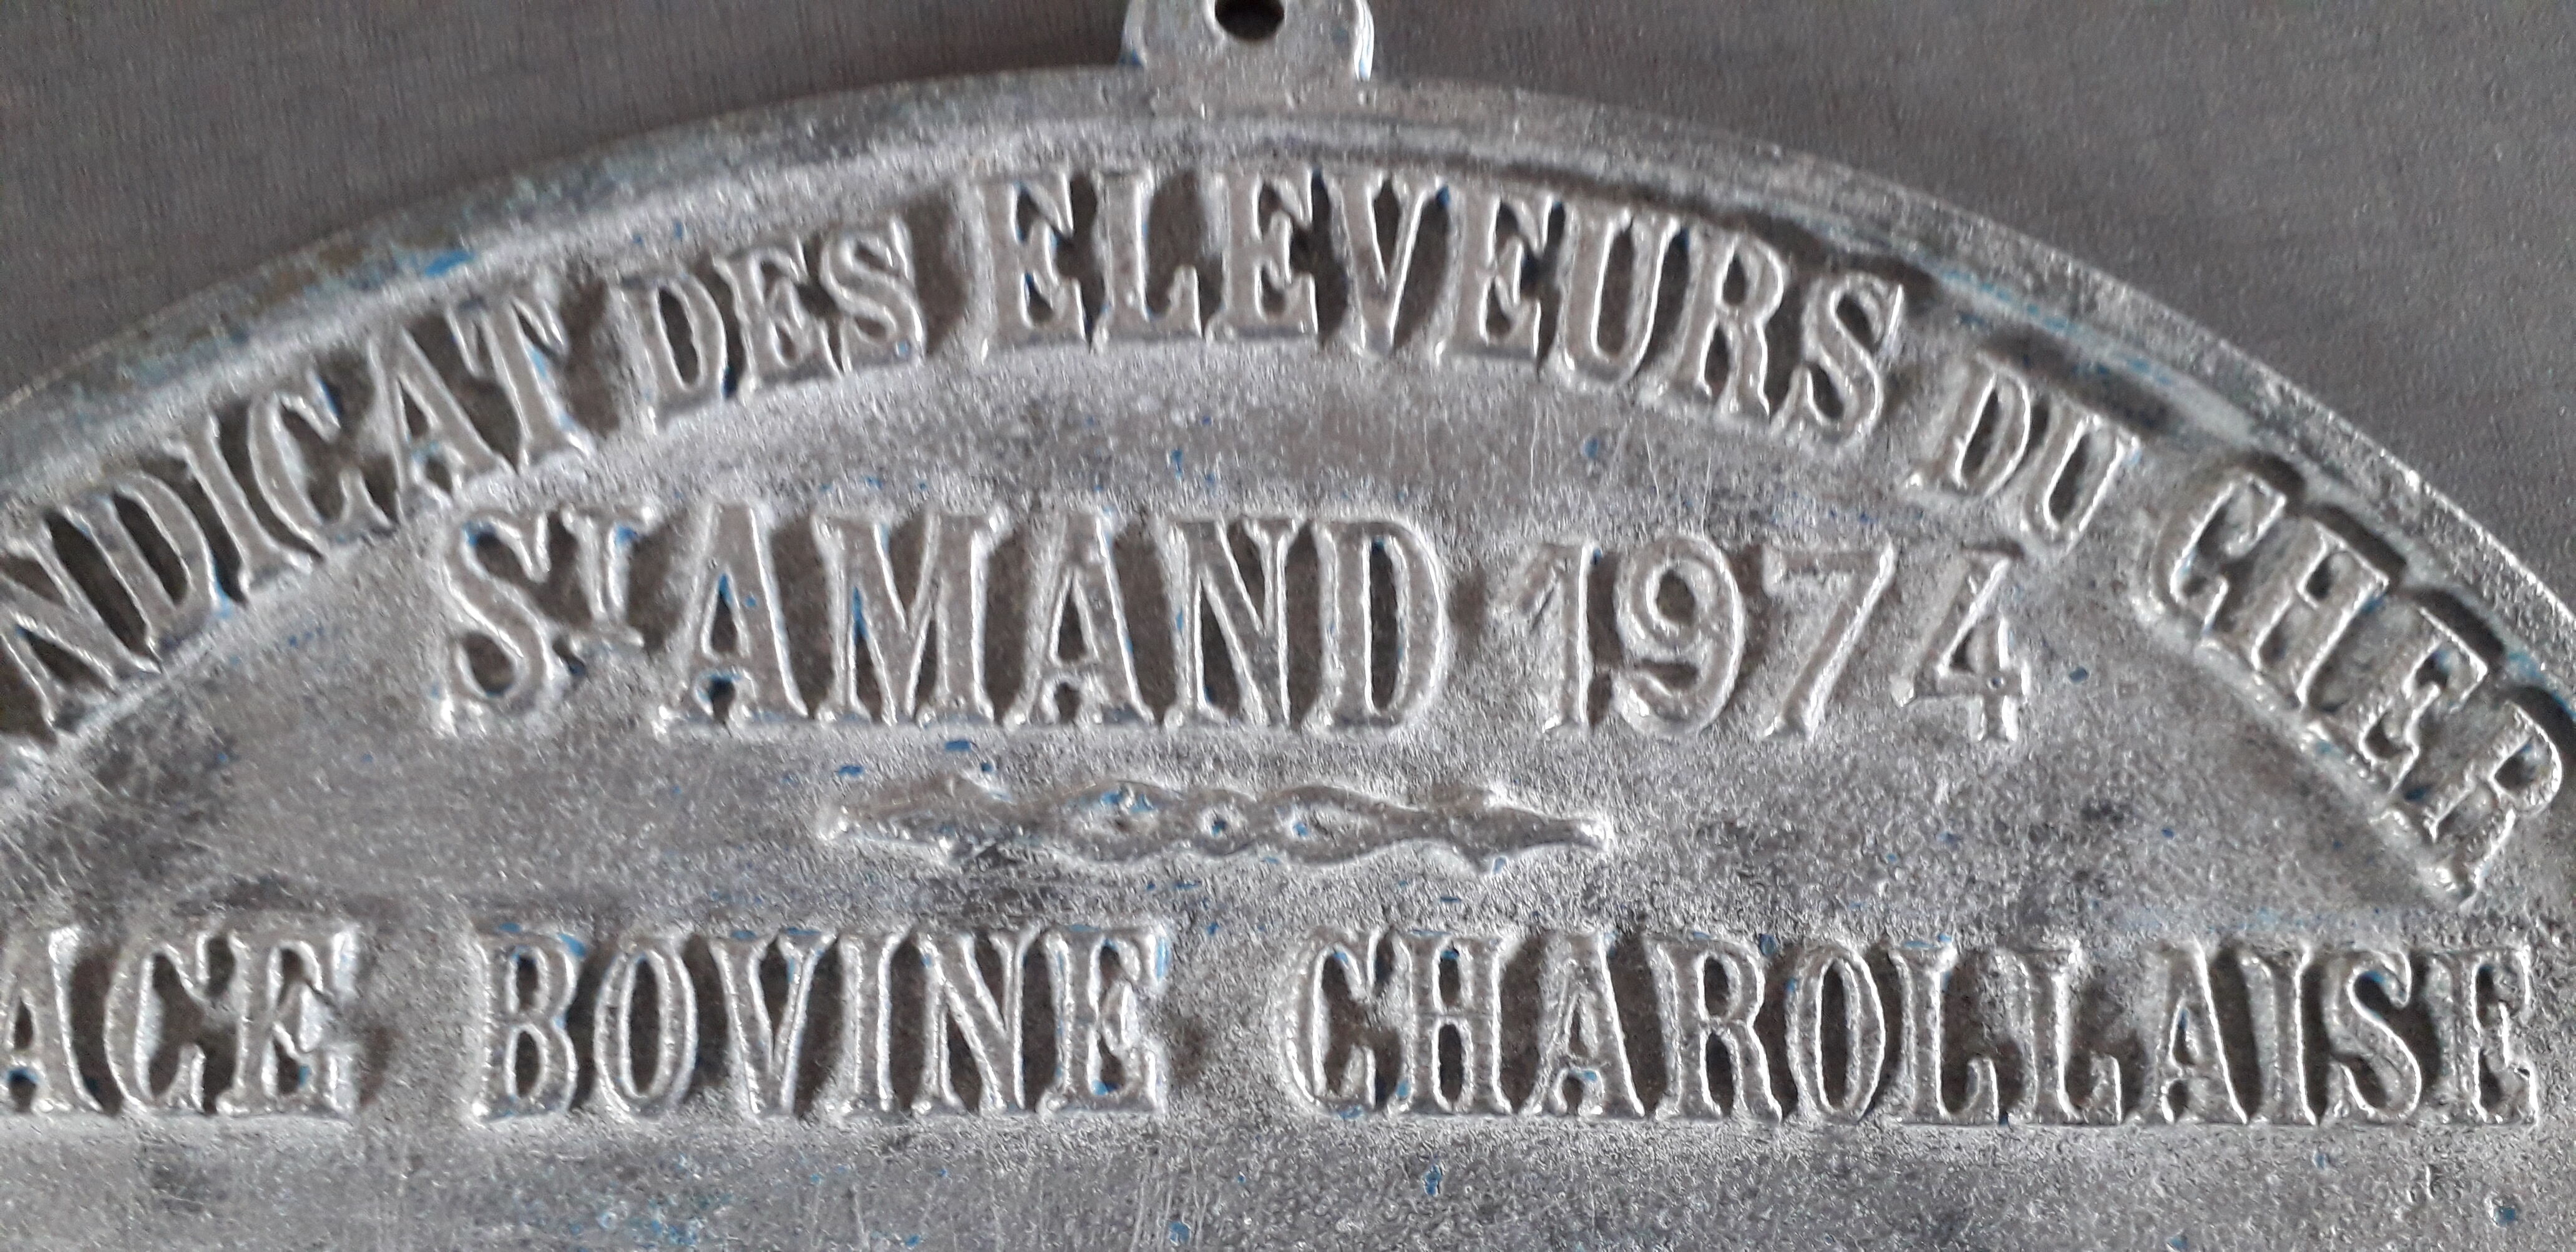 NDICAT DES ELEVEURS DU CHER
ST AMAND 1974
ACE BOVINE CHAROLLAISE